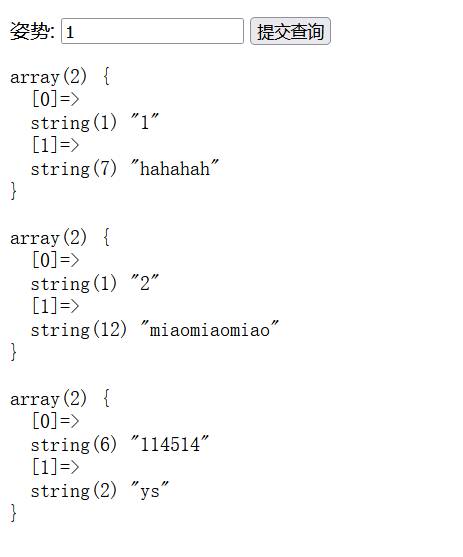 姿势: 1 提交查询
array(2) {
  [0]=>
  string(1) "1"
  [1]=>
  string(7) "hahahah"
}
array(2) {
  [0]=>
  string(1) "2"
  [1]=>
  string(12) "miaomiaomiao"
}
array(2) {
  [0]=>
  string(6) "114514"
  [1]=>
  string(2) "ys"
}